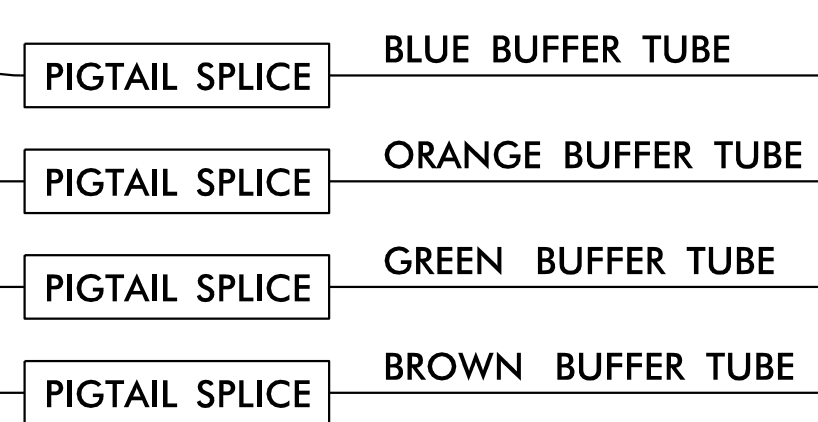 BLUE BUFFER TUBE
PIGTAIL SPLICE
ORANGE BUFFER TUBE
PIGTAIL SPLICE
GREEN BUFFER TUBE
PIGTAIL SPLICE
BROWN BUFFER TUBE
PIGTAIL SPLICE